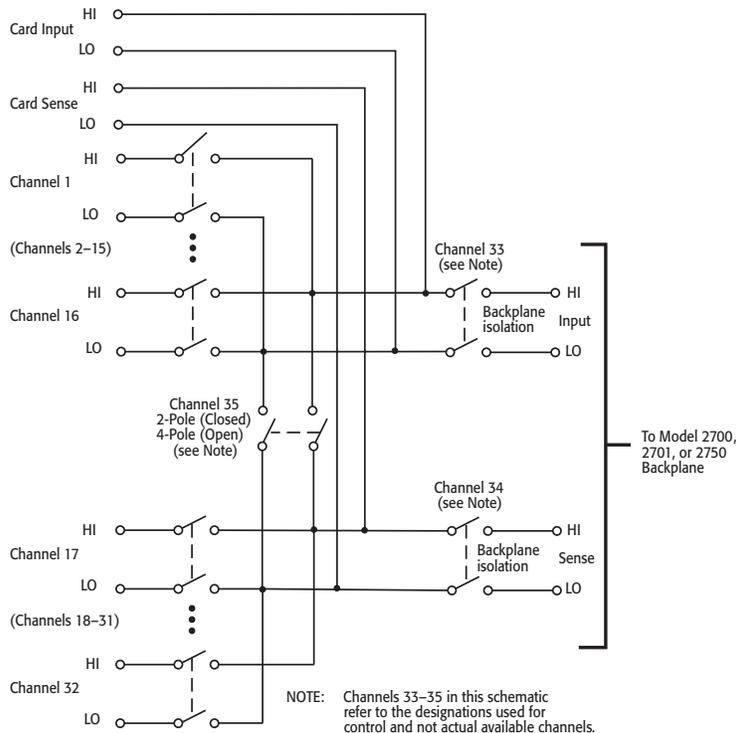 Card Input
HI
LO
Card Sense
HI
LO
Channel 1
HI
LO
(Channels 2–15)
Channel 16
HI
LO
Channel 33
(see Note)
Backplane
isolation
HI
Input
LO
Channel 35
2-Pole (Closed)
4-Pole (Open)
(see Note)
To Model 2700,
2701, or 2750
Backplane
Channel 34
(see Note)
Channel 17
HI
LO
Backplane
isolation
HI
Sense
LO
(Channels 18–31)
Channel 32
HI
LO
NOTE: Channels 33–35 in this schematic
refer to the designations used for
control and not actual available channels.